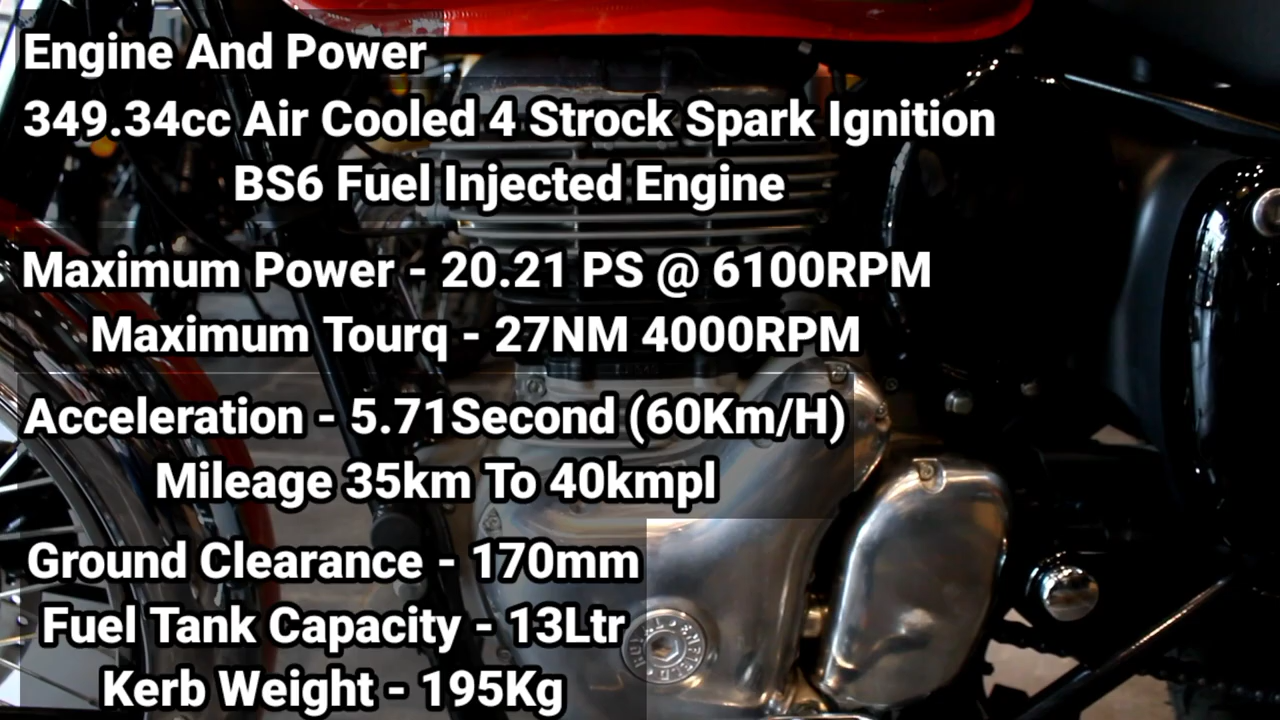 Engine And Power
349.34cc Air Cooled 4 Strock Spark Ignition
BS6 Fuel Injected Engine
Maximum Power - 20.21 PS @ 6100RPM
Maximum Tourq - 27NM 4000RPM
Acceleration - 5.71Second (60Km/H)
Mileage 35km To 40kmpl
Ground Clearance - 170mm
Fuel Tank Capacity - 13Ltr
Kerb Weight - 195Kg
ROYAL ENFIELD